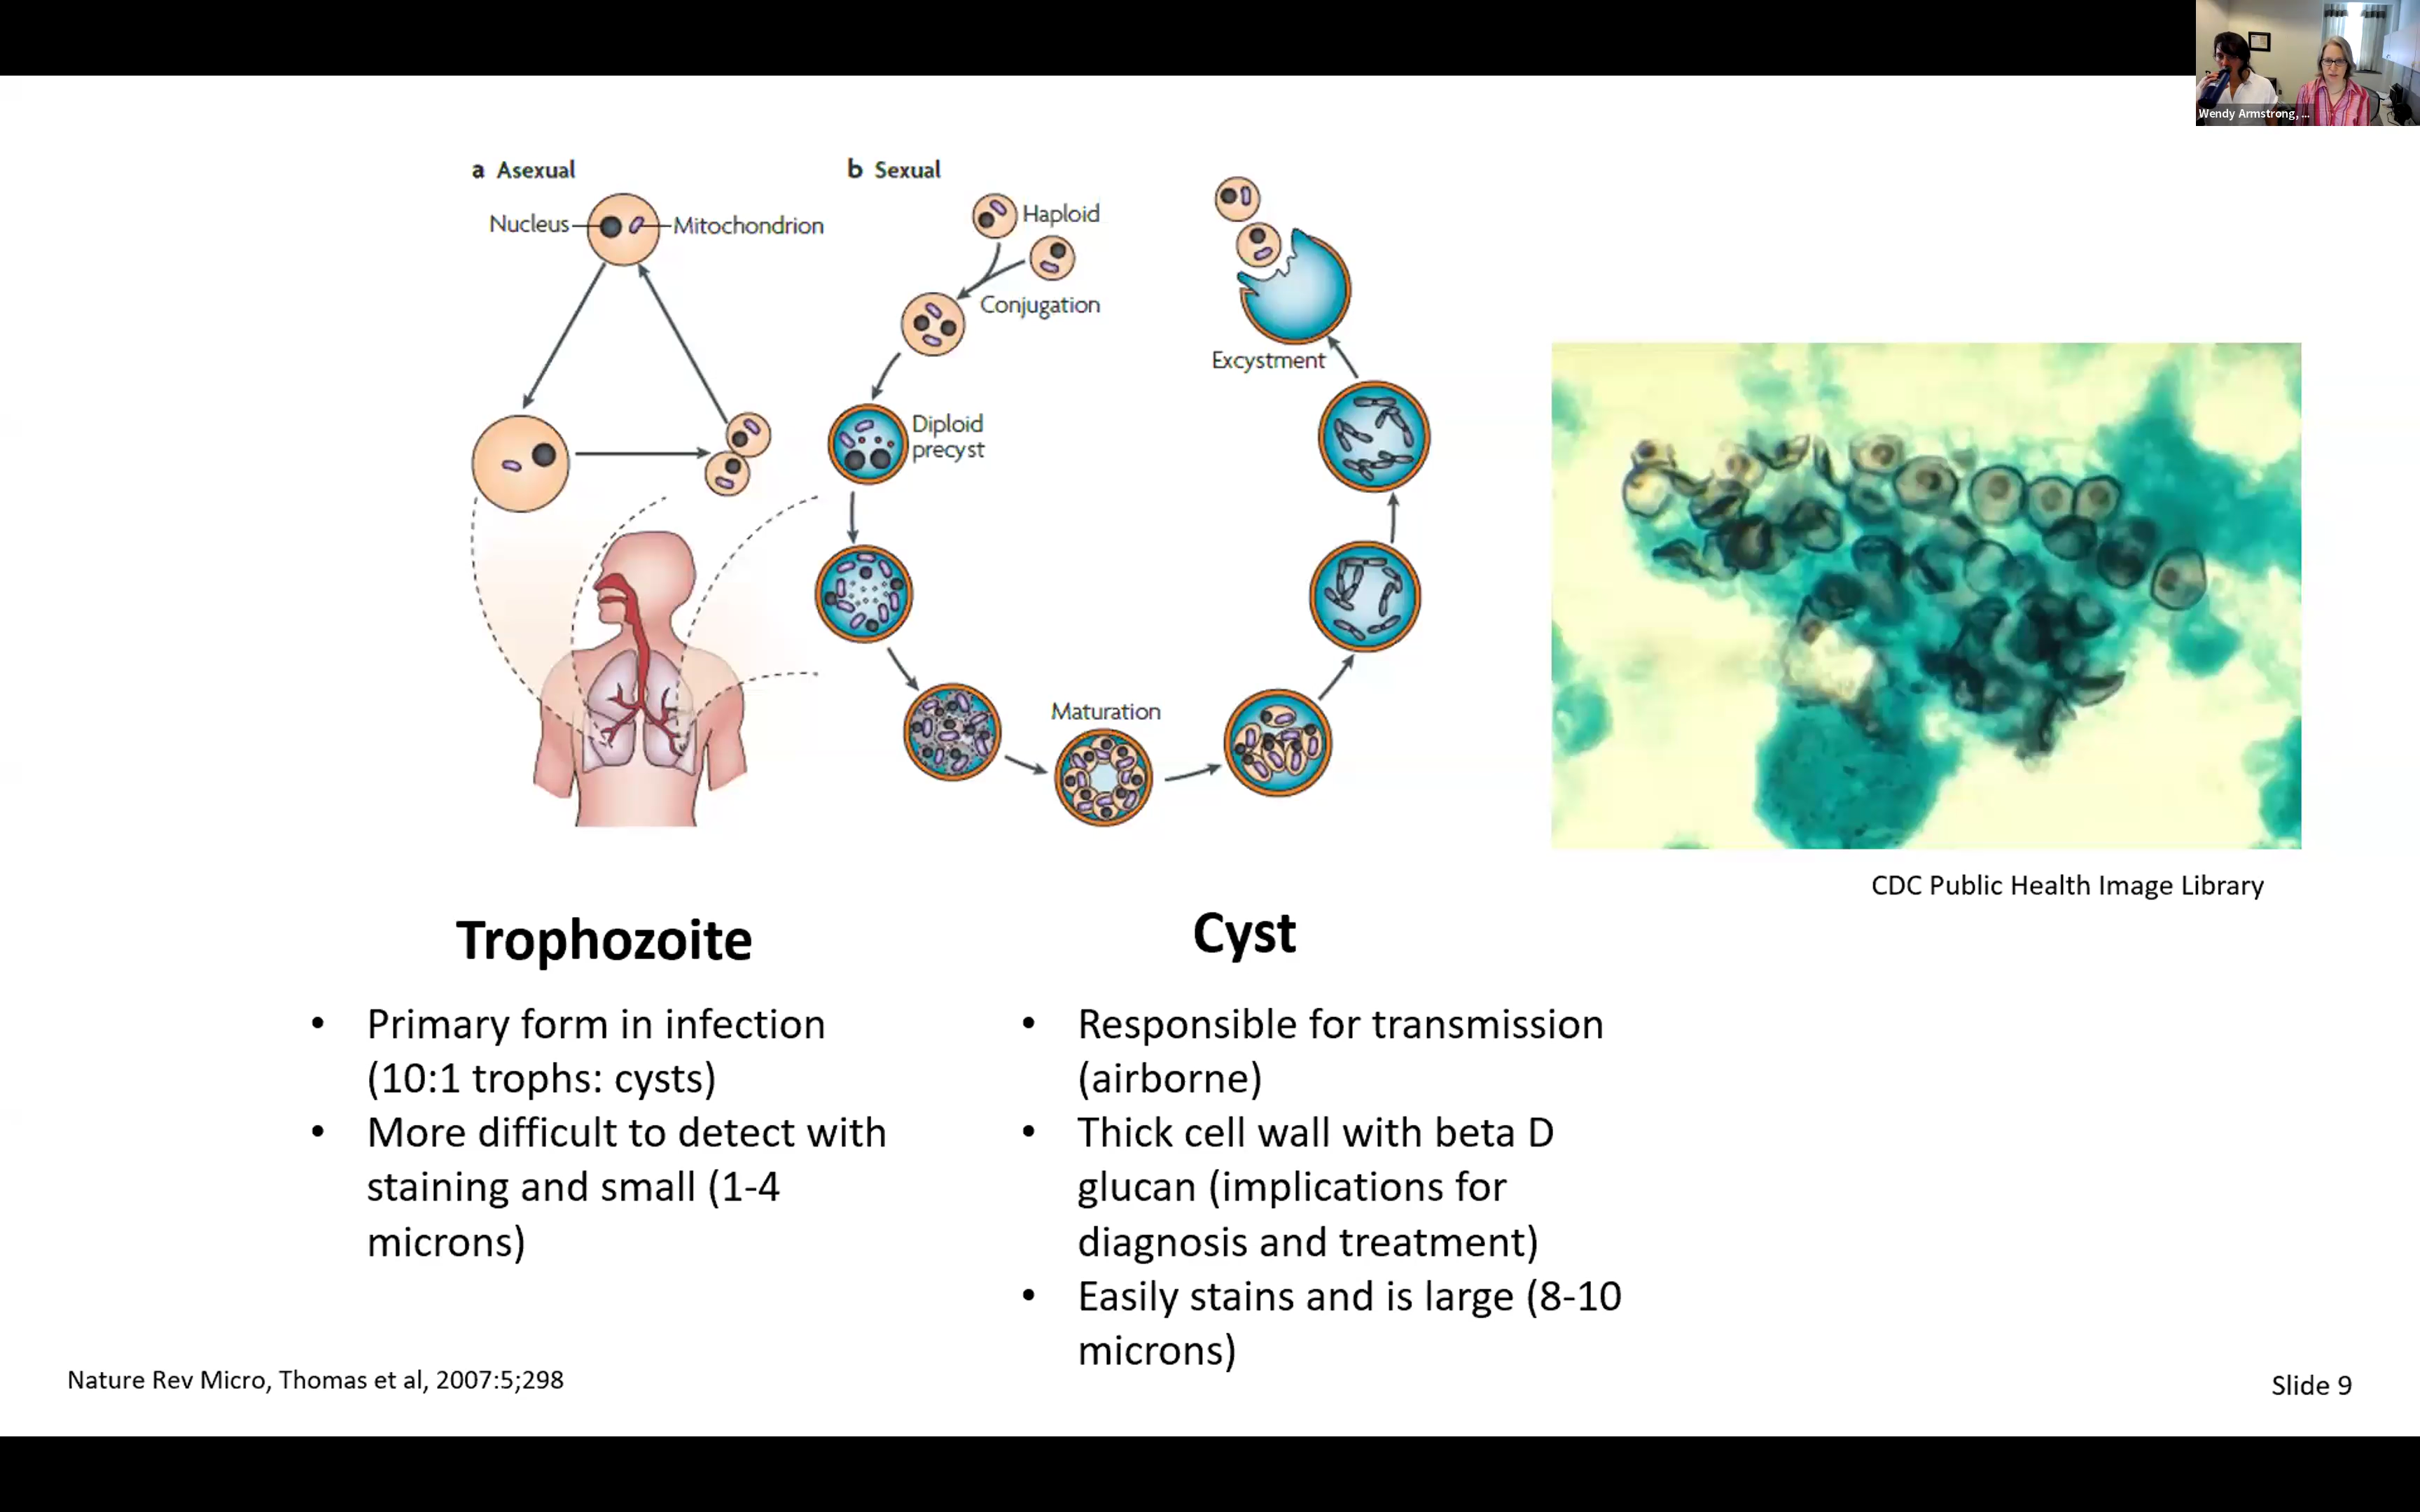 Wendy Armstrong, ...
a Asexual
Nucleus
Mitochondrion
b Sexual
Haploid
Conjugation
Diploid
precyst
Maturation
Excystment
CDC Public Health Image Library
Trophozoite
• Primary form in infection
(10:1 trophs: cysts)
• More difficult to detect with
staining and small (1-4
microns)
Cyst
• Responsible for transmission
(airborne)
• Thick cell wall with beta D
glucan (implications for
diagnosis and treatment)
• Easily stains and is large (8-10
microns)
Nature Rev Micro, Thomas et al, 2007:5;298
Slide 9